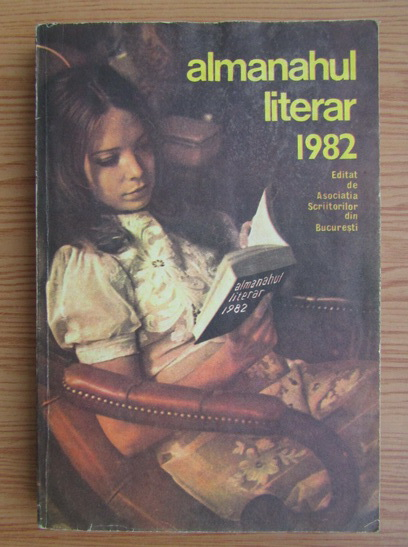 almanahul
literar
1982
Editat
de
Asociația
Scriitorilor
din
București
almanahul
literar
1982